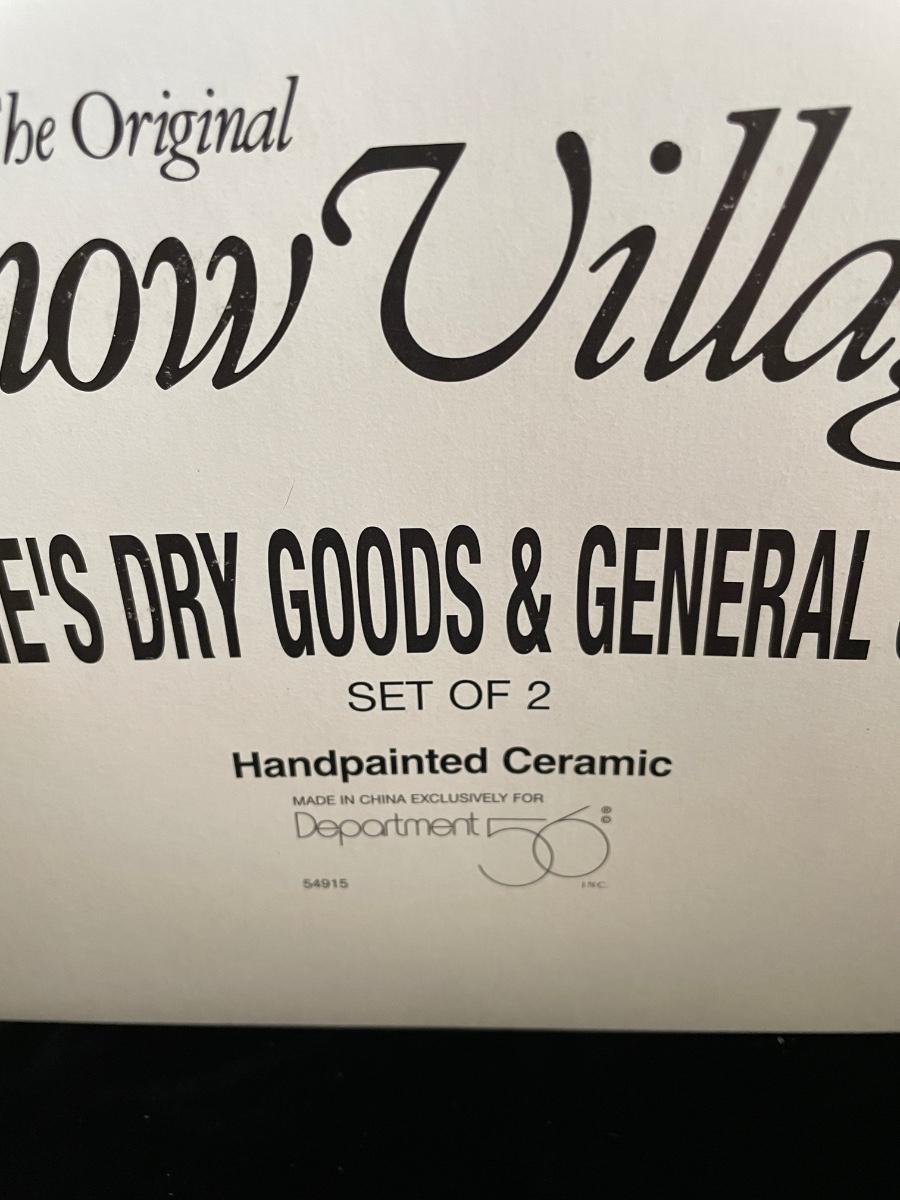 he Original
now Villag
E'S DRY GOODS & GENERAL
SET OF 2
Handpainted Ceramic
MADE IN CHINA EXCLUSIVELY FOR
Department 56 ® ©
54915 INC.